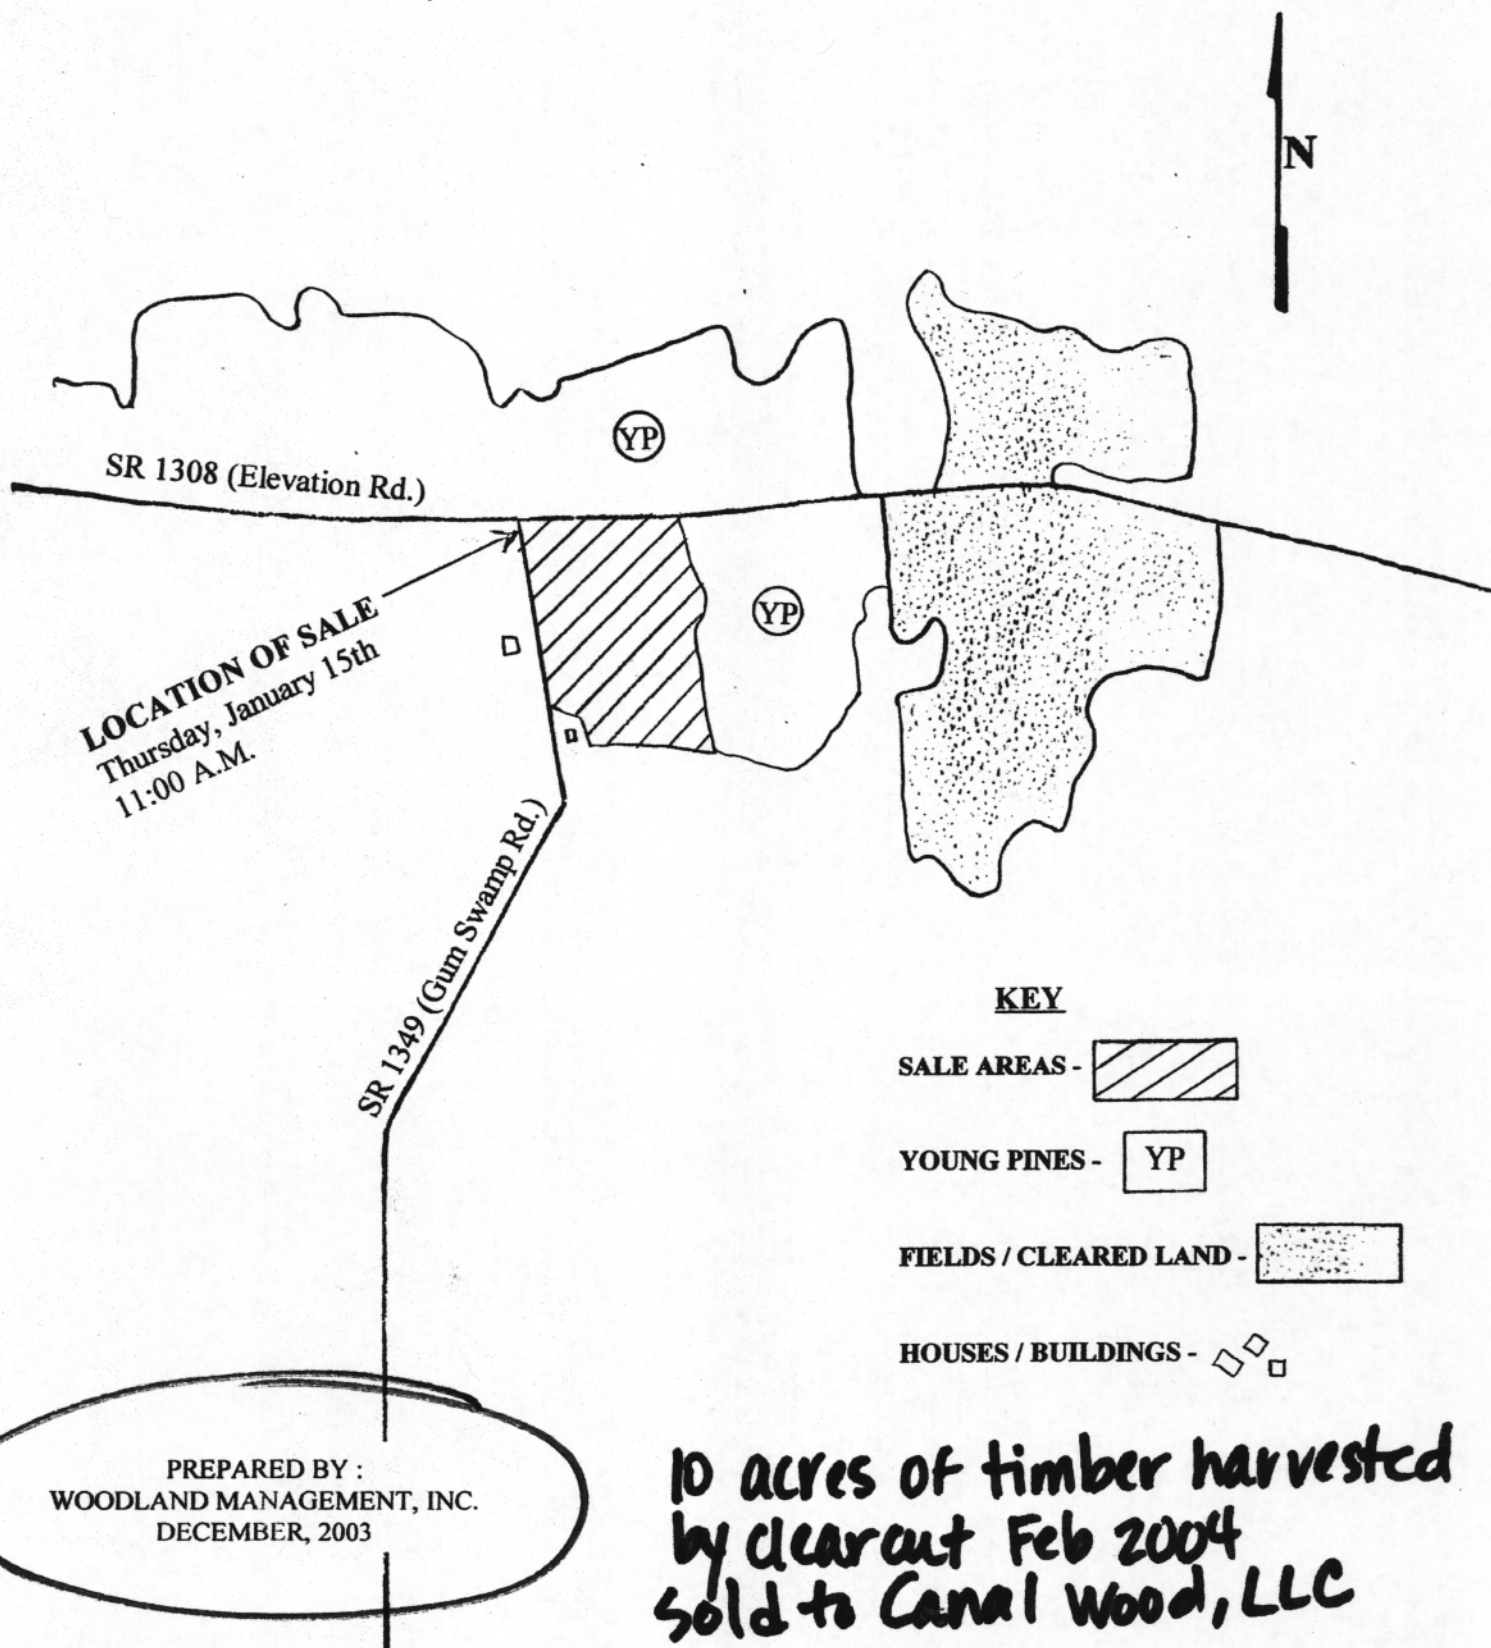 N
YP
SR 1308 (Elevation Rd.)
YP
LOCATION OF SALE
Thursday, January 15th
11:00 A.M.
SR 1349 (Gum Swamp Rd.)
KEY
SALE AREAS -
YOUNG PINES - YP
FIELDS / CLEARED LAND -
HOUSES / BUILDINGS -
PREPARED BY :
WOODLAND MANAGEMENT, INC.
DECEMBER, 2003
10 acres of timber harvested
by clearcut Feb 2004
sold to Canal Wood, LLC